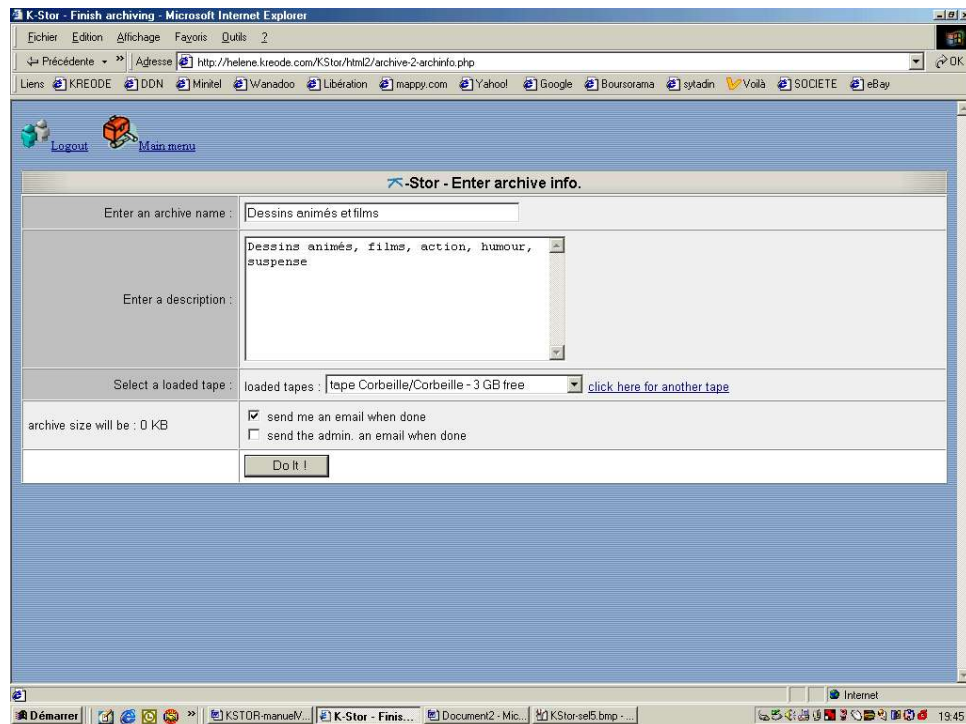 K-Stor - Finish archiving - Microsoft Internet Explorer
Fichier Edition Affichage Favoris Outils ?
Précédente » Adresse http://helene.kreode.com/KStor/html2/archive-2-archinfo.php OK
Liens KREODE DDN Minitel Wanadoo Libération mappy.com Yahoo! Google Boursorama sytadin Voilà SOCIETE eBay
Logout Main menu
K-Stor - Enter archive info.
Enter an archive name : Dessins animés et films
Dessins animés, films, action, humour,
suspense
Enter a description :
Select a loaded tape : loaded tapes : tape Corbeille/Corbeille - 3 GB free click here for another tape
send me an email when done
archive size will be : 0 KB
send the admin. an email when done
Do It !
Internet
Démarrer » KSTOR-manuelV... K-Stor - Finis... Document2 - Mic... KStor-sel5.bmp - ... 19:45